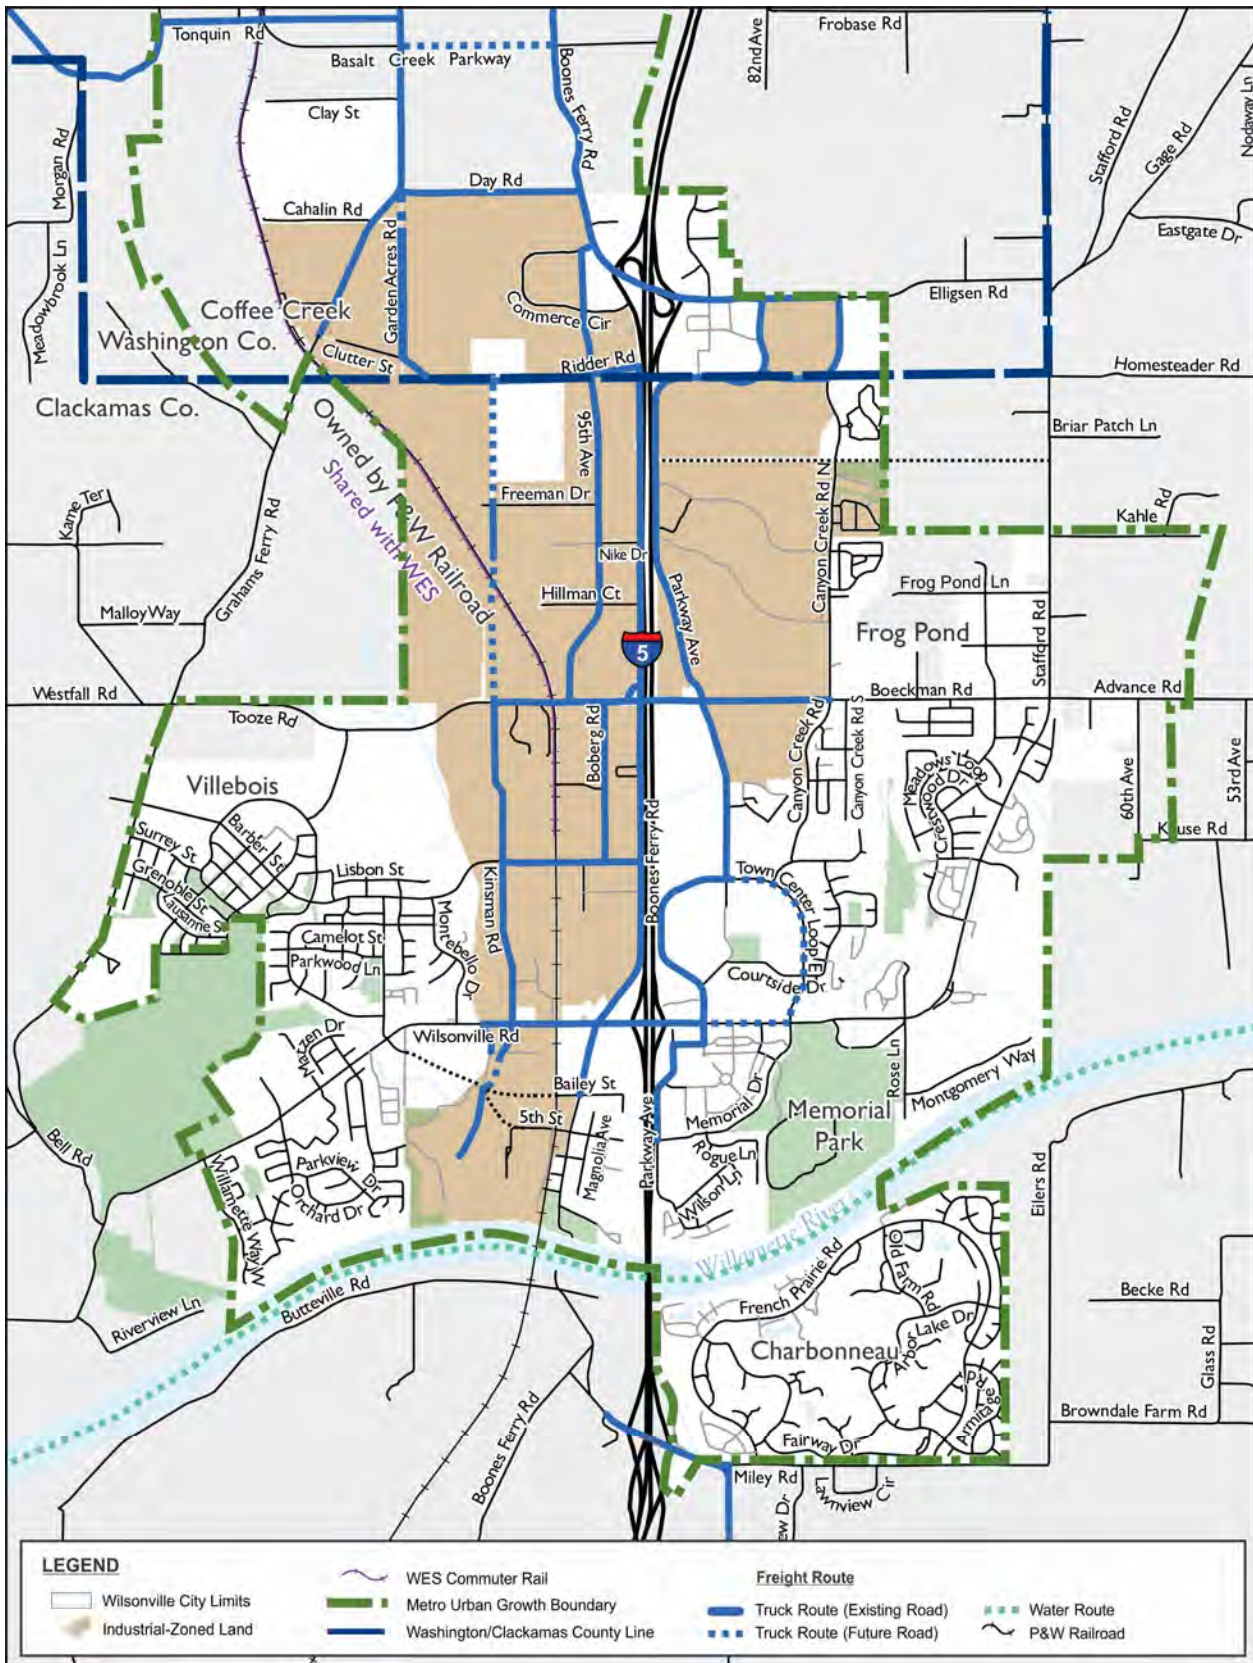 Tonquin Rd
Frobase Rd
82nd Ave
Basalt Creek Parkway
Boones Ferry Rd
Clay St
Stafford Rd
Gage Rd
Nodaway Ln
Morgan Rd
Day Rd
Cahalin Rd
Garden Acres Rd
Eastgate Dr
Meadowbrook Ln
Elligsen Rd
Commerce Cir
Coffee Creek
Washington Co.
Clutter St
Ridder Rd
Homesteader Rd
Clackamas Co.
Owned by P&W Railroad
Shared with WES
95th Ave
Briar Patch Ln
Canyon Creek Rd N
Kame Ter
Freeman Dr
Kahle Rd
Grahams Ferry Rd
Nike Dr
Parkway Ave
Frog Pond Ln
Malloy Way
Hillman Ct
Frog Pond
Stafford Rd
5
Westfall Rd
Tooze Rd
Boeckman Rd
Advance Rd
Boberg Rd
Canyon Creek Rd
Canyon Creek Rd S
Meadows Loop
Crestwood Dr
60th Ave
53rd Ave
Villebois
Barber St
Surrey St
Grenoble St
Lausanne S
Lisbon St
Kinsman Rd
Boones Ferry Rd
Town Center Loop E
Camelot St
Parkwood Ln
Montebello Dr
Courtside Dr
Wilsonville Rd
Rose Ln
Montgomery Way
Bailey St
5th St
Magnolia Ave
Parkway Ave
Memorial Dr
Memorial
Park
Rogue Ln
Wilson Ln
Bell Rd
Parkview Dr
Orchard Dr
Willamette Way W
Willamette River
Eilers Rd
Riverview Ln
Butteville Rd
French Prairie Rd
Old Farm Rd
Arbor Lake Dr
Charbonneau
Becke Rd
Glass Rd
Armitage Rd
Browndale Farm Rd
Fairway Dr
Boones Ferry Rd
Miley Rd
Lawnview Cir
ew Dr
LEGEND
Wilsonville City Limits
Industrial-Zoned Land
WES Commuter Rail
Metro Urban Growth Boundary
Washington/Clackamas County Line
Freight Route
Truck Route (Existing Road)
Truck Route (Future Road)
Water Route
P&W Railroad